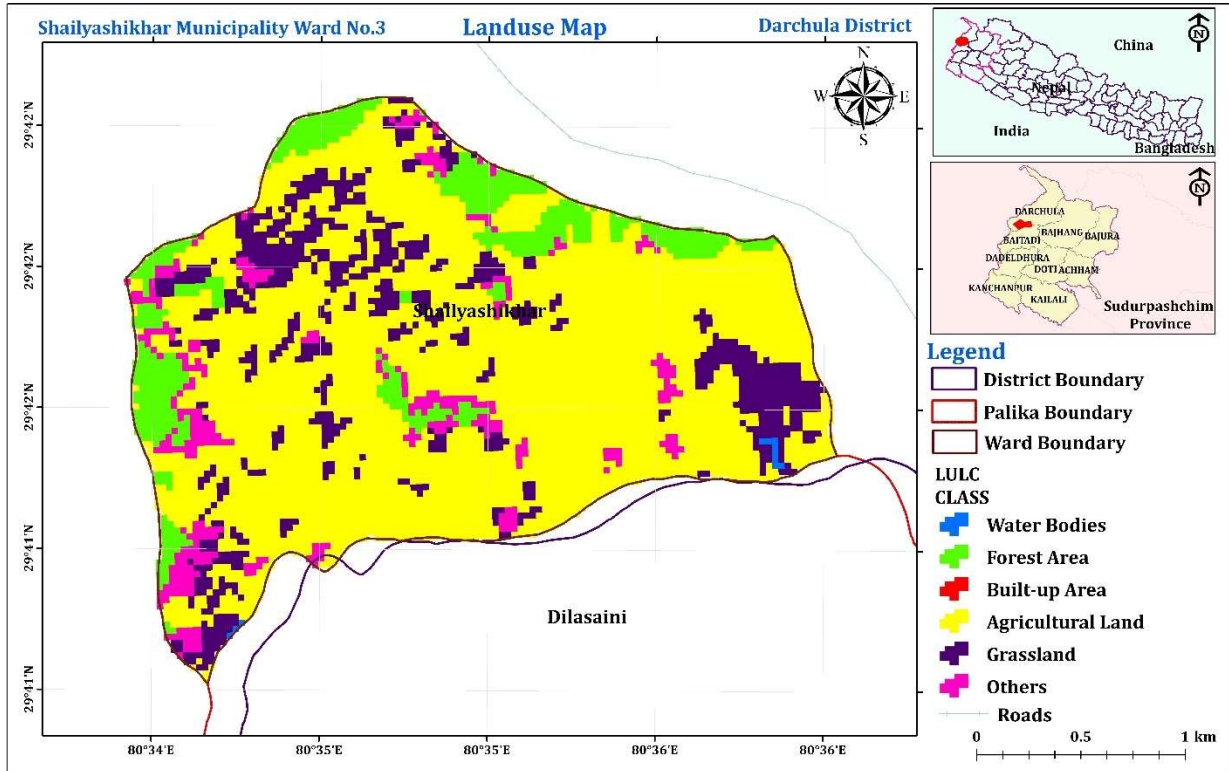 Shailyashikhar Municipality Ward No.3
Landuse Map
Darchula District
N
W E
S
29°42'N
29°42'N
29°42'N
29°41'N
29°41'N
80°34'E
80°35'E
80°35'E
80°36'E
80°36'E
Shailyashikhar
Dilasaini
N
China
Nepal
India
Bangladesh
N
DARCHULA
BAJHANG
BAJURA
BAITADI
DADELDHURA
DOTI
ACHHAM
KANCHANPUR
KAILALI
Sudurpashchim
Province
Legend
District Boundary
Palika Boundary
Ward Boundary
LULC
CLASS
Water Bodies
Forest Area
Built-up Area
Agricultural Land
Grassland
Others
Roads
0 0.5 1 km